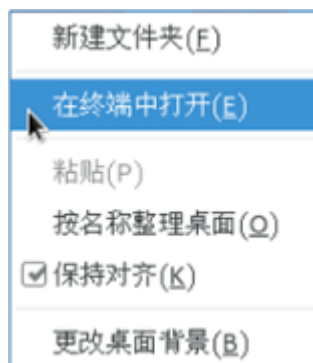 新建文件夹(F)
在终端中打开(E)
粘贴(P)
按名称整理桌面(O)
保持对齐(K)
更改桌面背景(B)